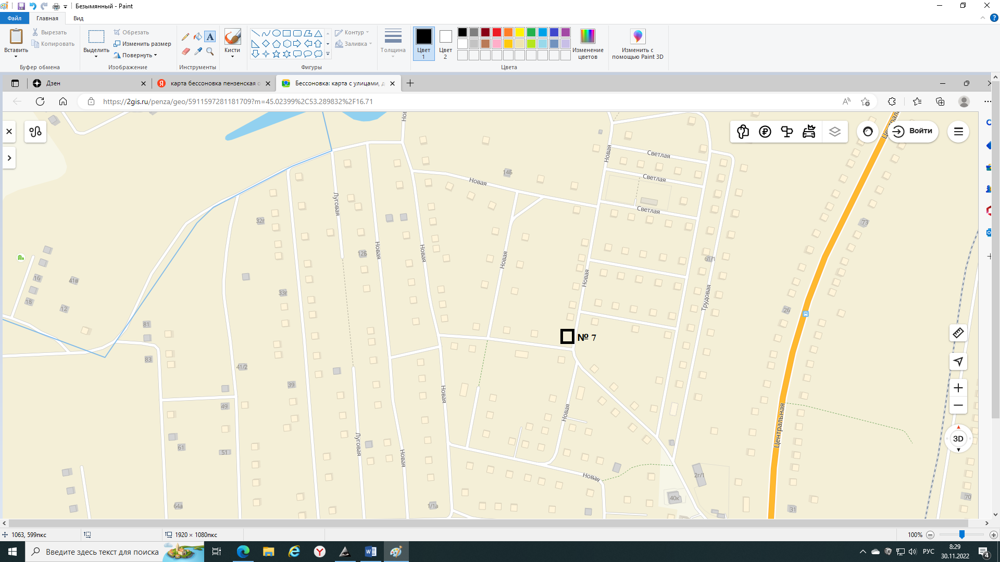 Безымянный - Paint
Файл
Главная
Вид
Вставить
Вырезать
Копировать
Буфер обмена
Выделить
Обрезать
Изменить размер
Повернуть
Изображение
A
Инструменты
Кисти
Контур
Заливка
Фигуры
Толщина
Цвет 1
Цвет 2
Изменение цветов
Цвета
Изменить с помощью Paint 3D
Дзен
карта бессоновка пензенская о
Бессоновка: карта с улицами, д
https://2gis.ru/penza/geo/5911597281181709?m=45.02399%2C53.289832%2F16.71
Войти
Центральная
Нов
Новая
Светлая
14Б
Светлая
Новая
Луговая
Светлая
32г
73
Новая
Новая
12Б
Новая
61/1
16
41в
Новая
33г
Трудовая
18
12
26
81
№ 7
83
41/2
39
Новая
49
Новая
Центральная
3D
Луговая
61
51
Новая
Новая
2г/1
40к
70
64а
1/1а
31
1063, 599пкс
1920 × 1080пкс
100%
Введите здесь текст для поиска
РУС
8:29
30.11.2022
4